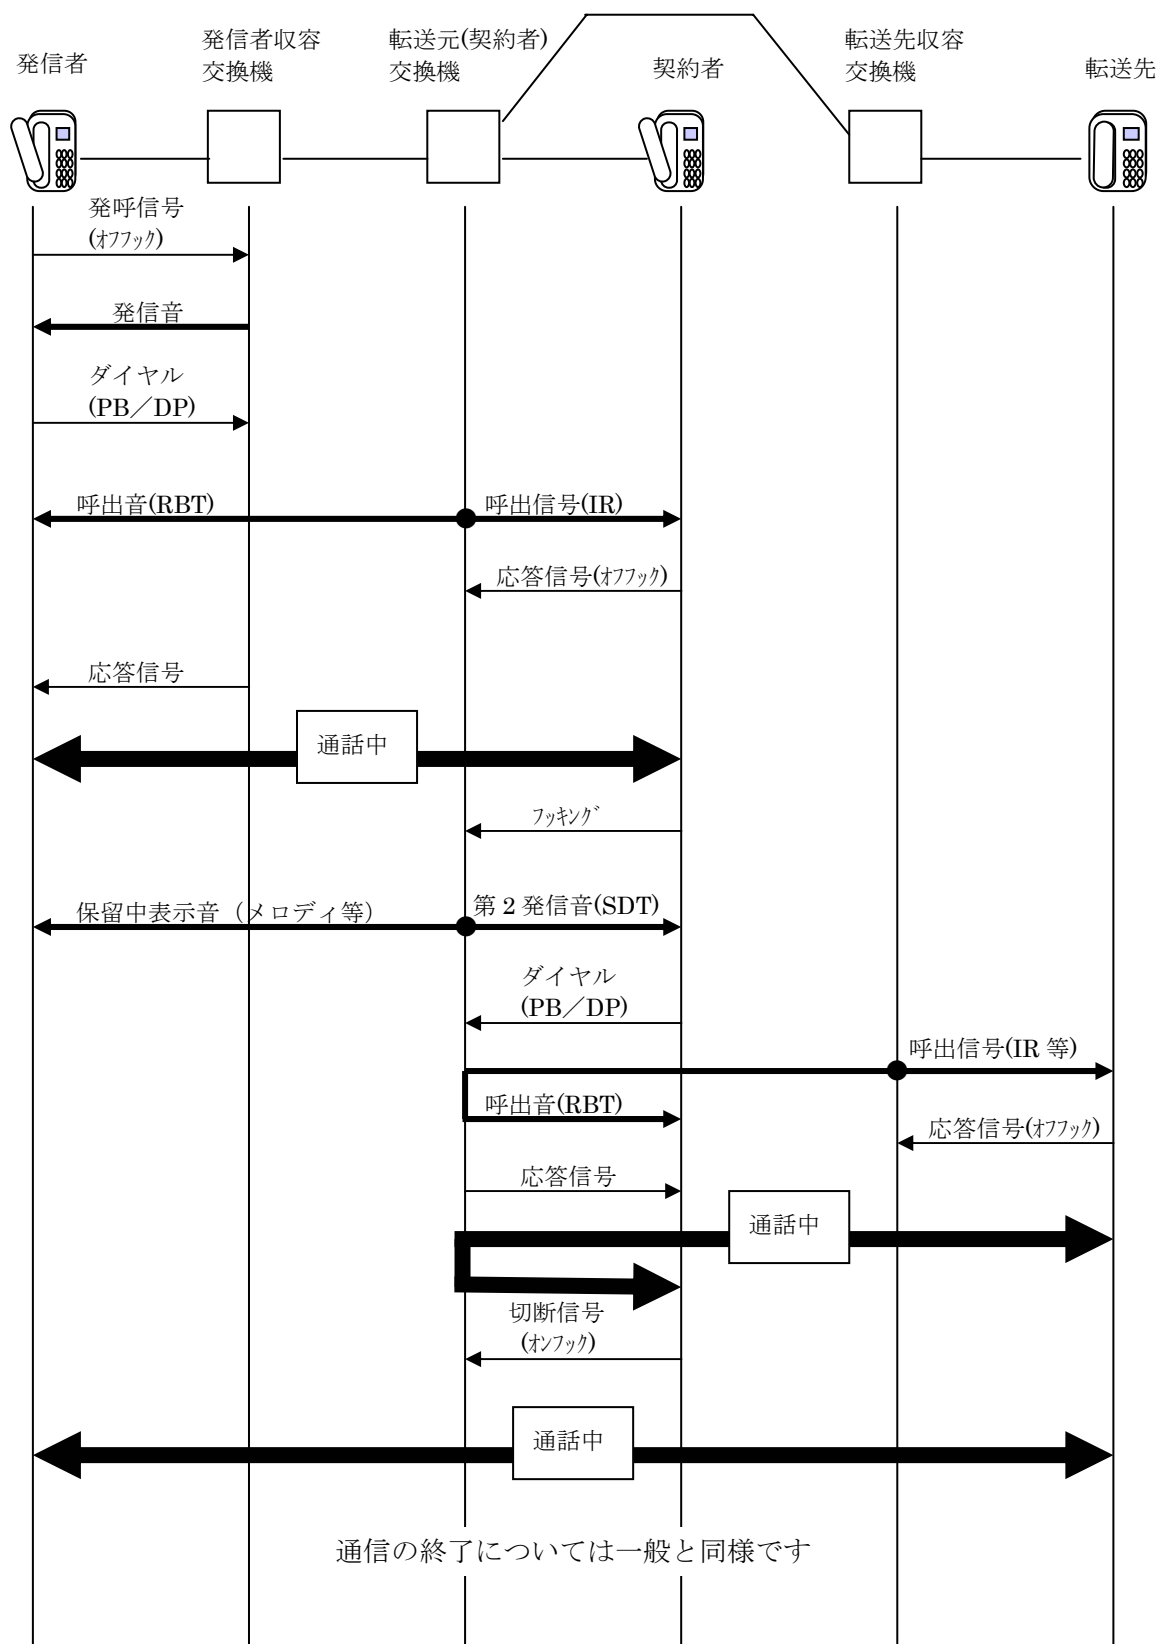 発信者
発信者収容
交換機
転送元(契約者)
交換機
契約者
転送先収容
交換機
転送先
発呼信号
(ｵﾌﾌｯｸ)
発信音
ダイヤル
(PB／DP)
呼出音(RBT)
呼出信号(IR)
応答信号(ｵﾌﾌｯｸ)
応答信号
通話中
ﾌｯｷﾝｸﾞ
保留中表示音（メロディ等）
第２発信音(SDT)
ダイヤル
(PB／DP)
呼出信号(IR 等)
呼出音(RBT)
応答信号(ｵﾌﾌｯｸ)
応答信号
通話中
切断信号
(ｵﾝﾌｯｸ)
通話中
通信の終了については一般と同様です